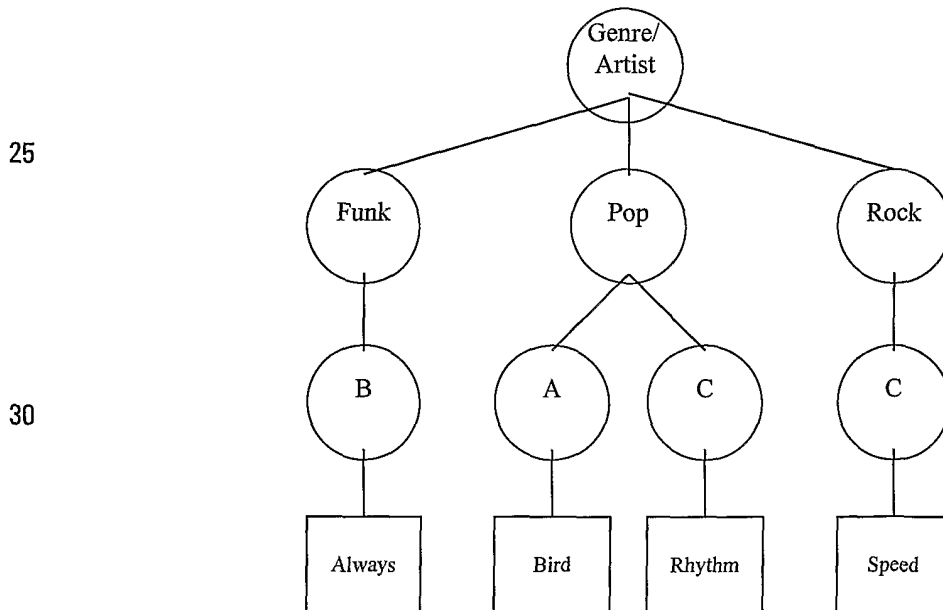 Genre/
Artist
25
Funk Pop Rock
B A C C
30
Always Bird Rhythm Speed